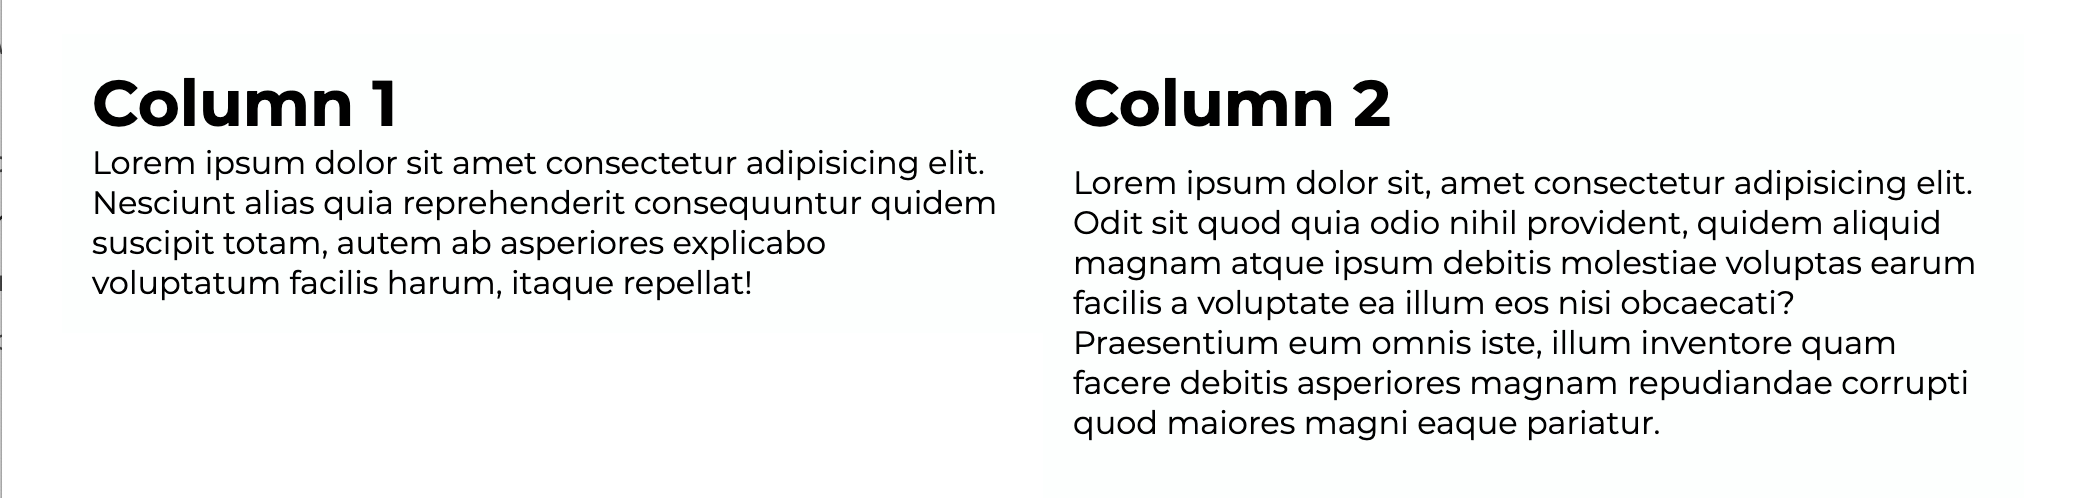 Column 1
Lorem ipsum dolor sit amet consectetur adipisicing elit.
Nesciunt alias quia reprehenderit consequuntur quidem
suscipit totam, autem ab asperiores explicabo
voluptatum facilis harum, itaque repellat!
Column 2
Lorem ipsum dolor sit, amet consectetur adipisicing elit.
Odit sit quod quia odio nihil provident, quidem aliquid
magnam atque ipsum debitis molestiae voluptas earum
facilis a voluptate ea illum eos nisi obcaecati?
Praesentium eum omnis iste, illum inventore quam
facere debitis asperiores magnam repudiandae corrupti
quod maiores magni eaque pariatur.